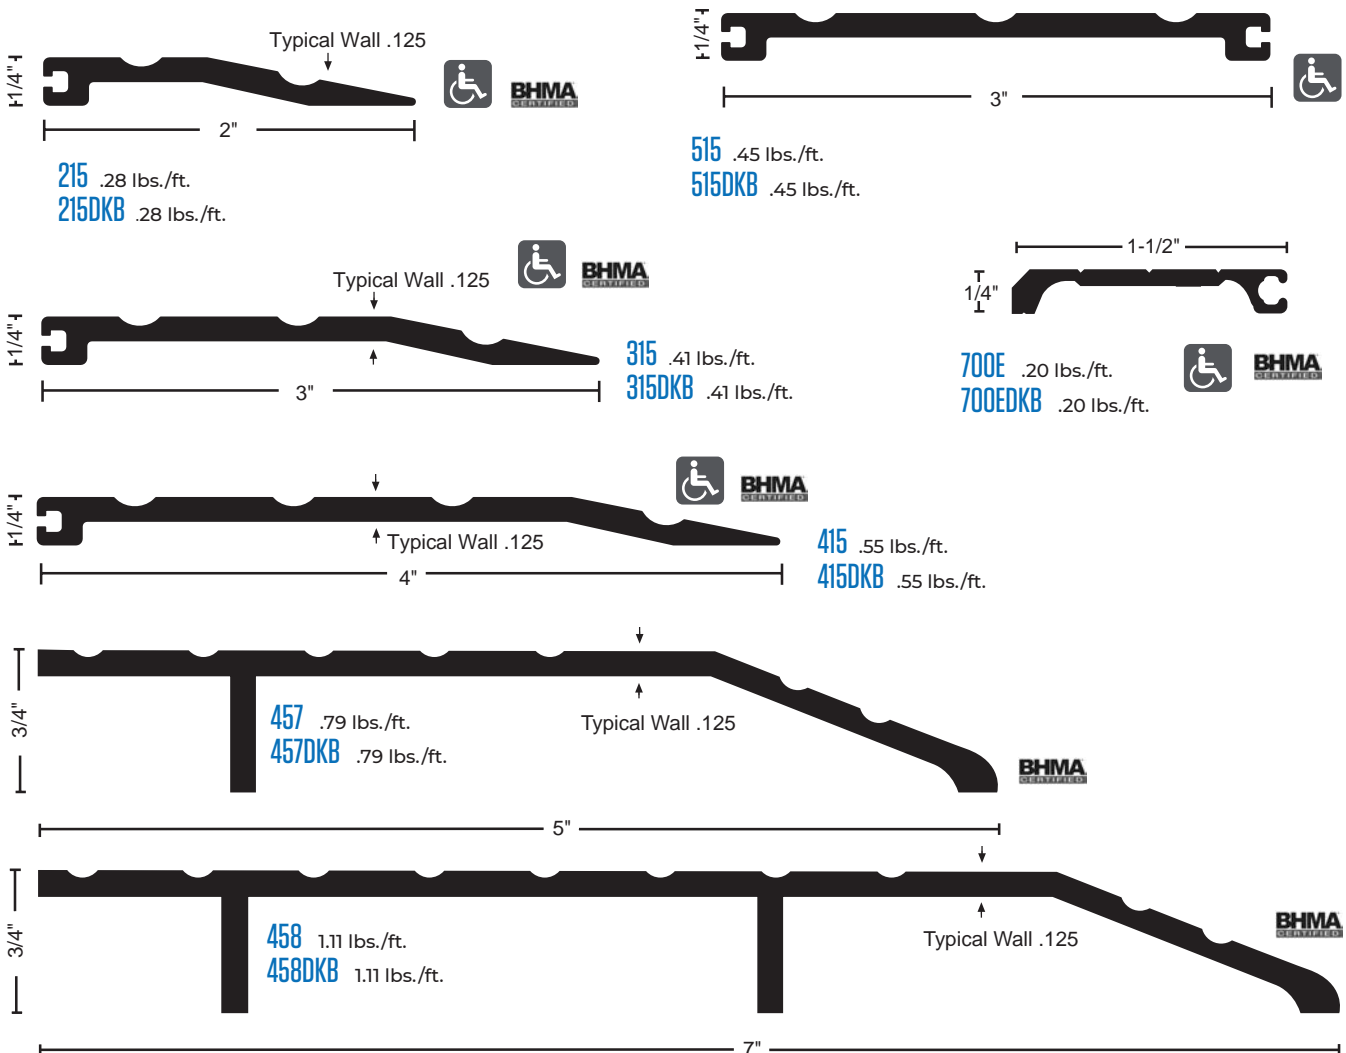 Typical Wall .125
1/4"
BHMA
CERTIFIED
2"
215 .28 lbs./ft.
215DKB .28 lbs./ft.
1/4"
3"
515 .45 lbs./ft.
515DKB .45 lbs./ft.
Typical Wall .125
BHMA
CERTIFIED
1/4"
3"
315 .41 lbs./ft.
315DKB .41 lbs./ft.
1-1/2"
1/4"
700E .20 lbs./ft.
700EDKB .20 lbs./ft.
BHMA
CERTIFIED
BHMA
CERTIFIED
1/4"
Typical Wall .125
4"
415 .55 lbs./ft.
415DKB .55 lbs./ft.
3/4"
457 .79 lbs./ft.
457DKB .79 lbs./ft.
Typical Wall .125
BHMA
CERTIFIED
5"
3/4"
458 1.11 lbs./ft.
458DKB 1.11 lbs./ft.
Typical Wall .125
BHMA
CERTIFIED
7"